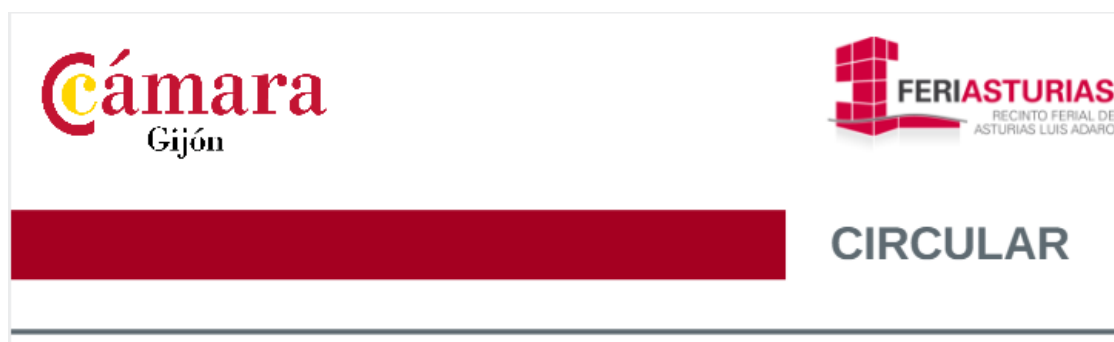 Cámara
Gijón
FERIASTURIAS
RECINTO FERIAL DE
ASTURIAS LUIS ADARO
CIRCULAR